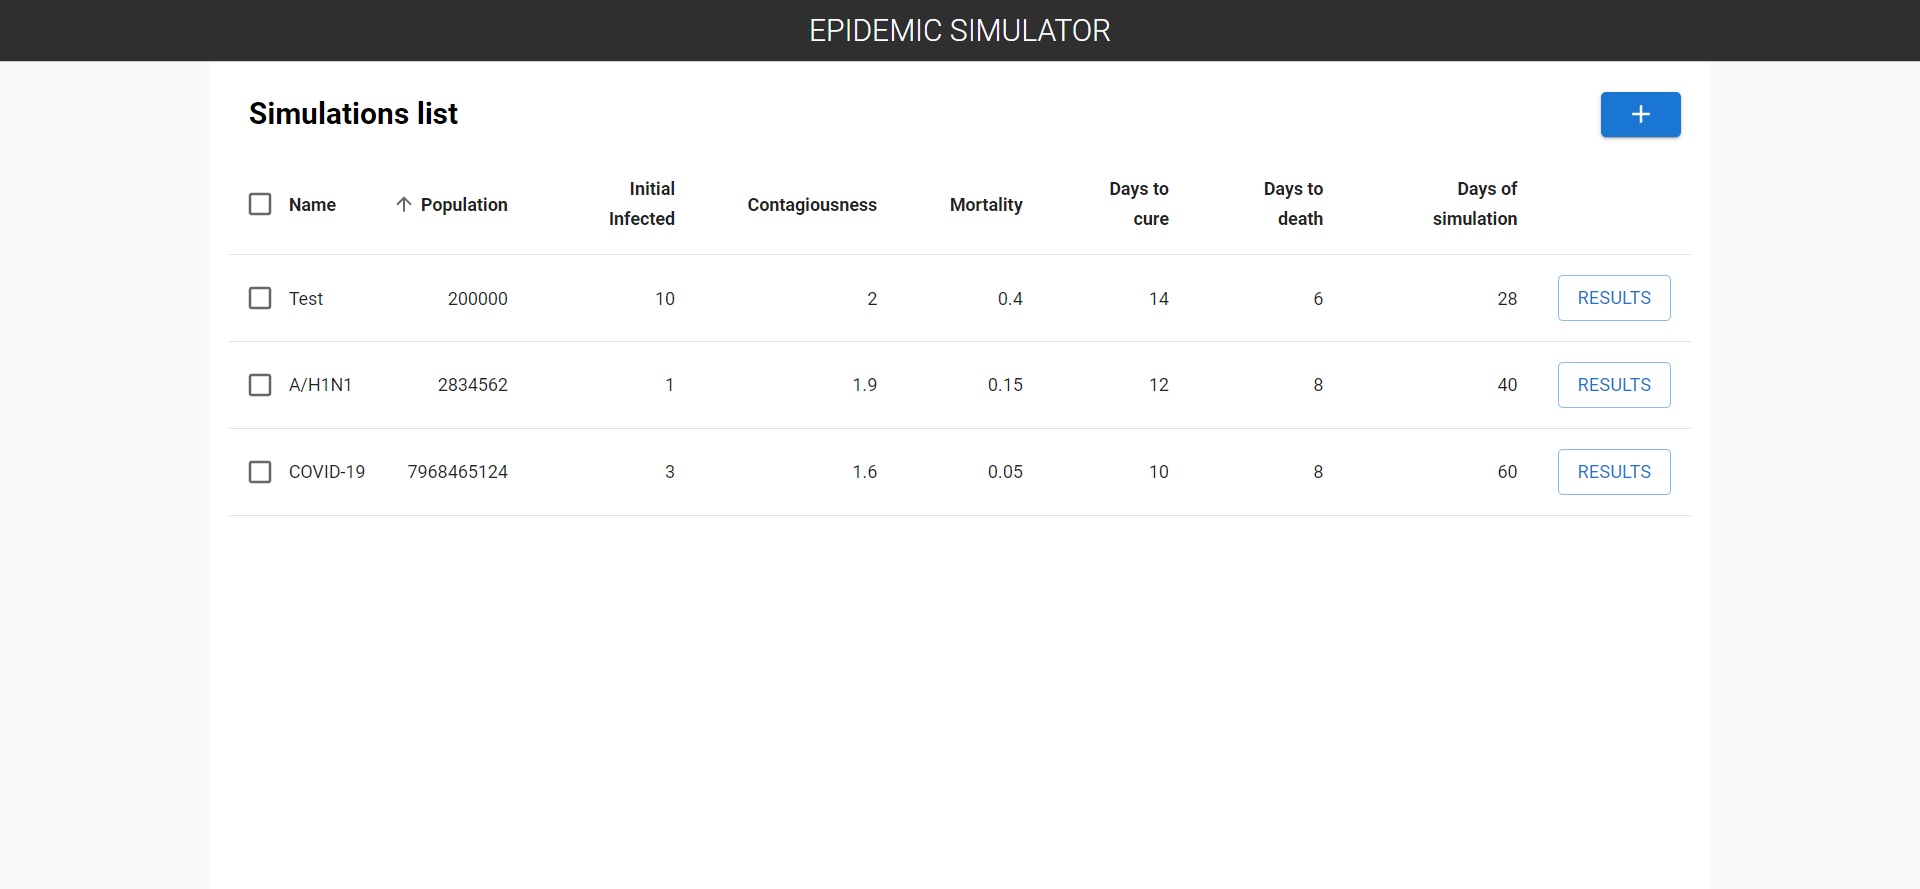 EPIDEMIC SIMULATOR
Simulations list
+
Name Population Initial Infected Contagiousness Mortality Days to cure Days to death Days of simulation
Test 200000 10 2 0.4 14 6 28 RESULTS
A/H1N1 2834562 1 1.9 0.15 12 8 40 RESULTS
COVID-19 7968465124 3 1.6 0.05 10 8 60 RESULTS